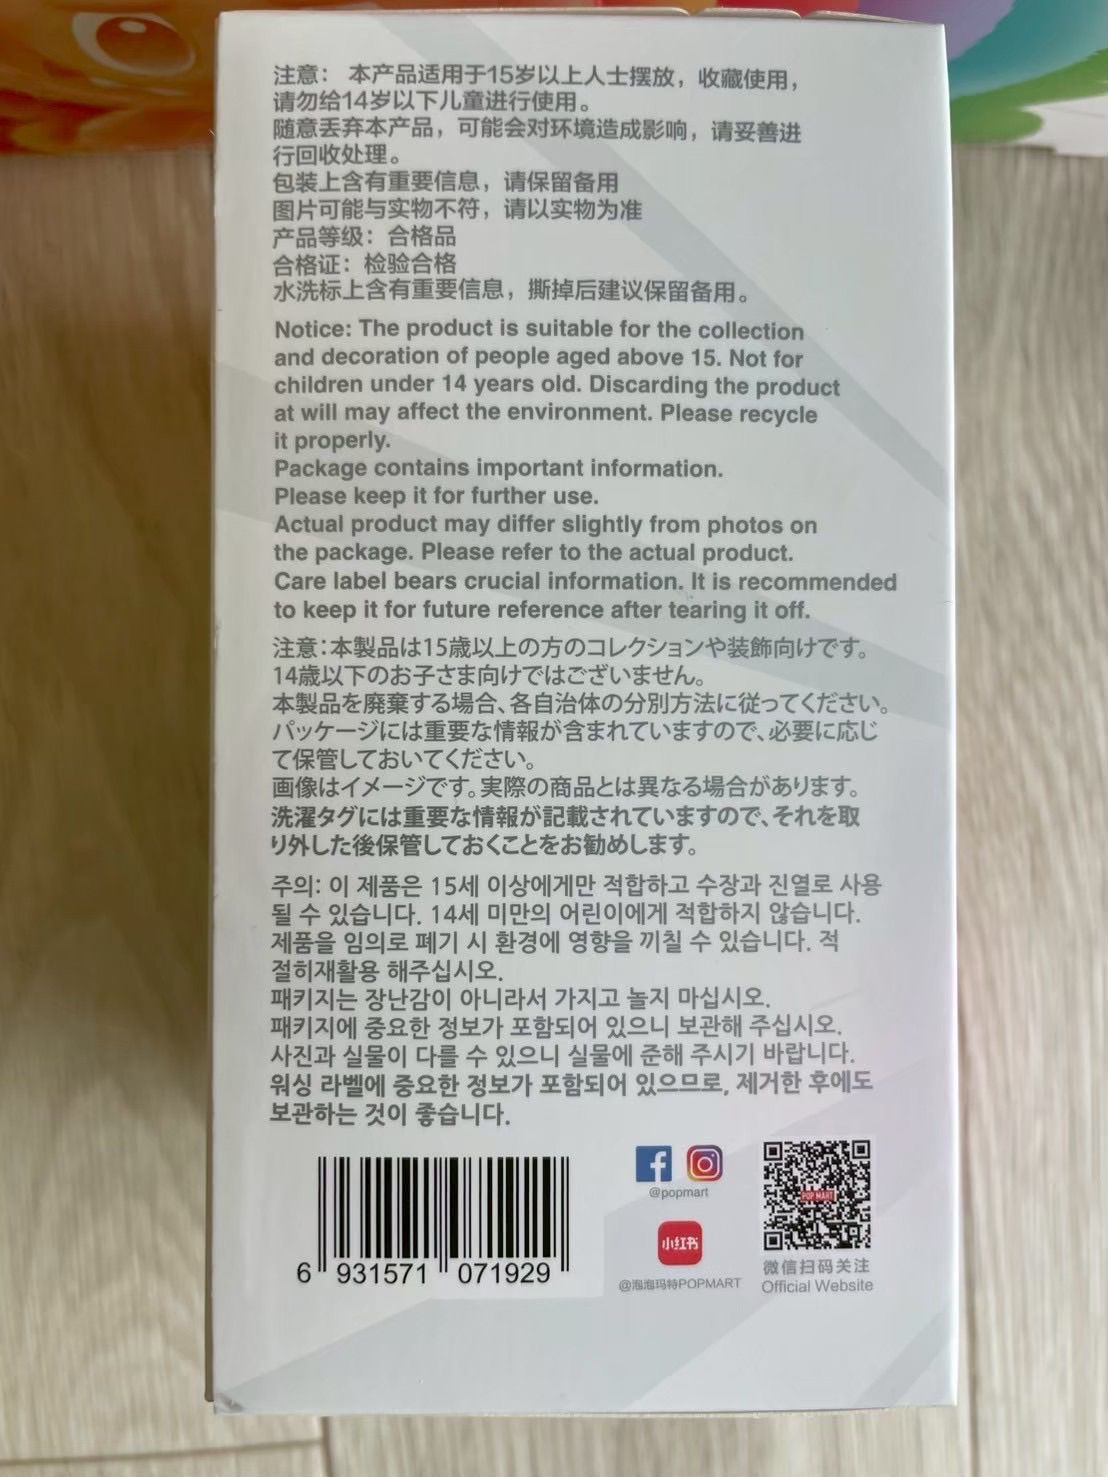 注意： 本产品适用于15岁以上人士摆放，收藏使用，
请勿给14岁以下儿童进行使用。
随意丢弃本产品，可能会对环境造成影响，请妥善进
行回收处理。
包装上含有重要信息，请保留备用
图片可能与实物不符，请以实物为准
产品等级：合格品
合格证：检验合格
水洗标上含有重要信息，撕掉后建议保留备用。
Notice: The product is suitable for the collection
and decoration of people aged above 15. Not for
children under 14 years old. Discarding the product
at will may affect the environment. Please recycle
it properly.
Package contains important information.
Please keep it for further use.
Actual product may differ slightly from photos on
the package. Please refer to the actual product.
Care label bears crucial information. It is recommended
to keep it for future reference after tearing it off.
注意：本製品は15歳以上の方のコレクションや装飾向けです。
14歳以下のお子さま向けではございません。
本製品を廃棄する場合、各自治体の分別方法に従ってください。
パッケージには重要な情報が含まれていますので、必要に応じ
て保管しておいてください。
画像はイメージです。実際の商品とは異なる場合があります。
洗濯タグには重要な情報が記載されていますので、それを取
り外した後保管しておくことをお勧めします。
주의: 이 제품은 15세 이상에게만 적합하고 수장과 진열로 사용
될 수 있습니다. 14세 미만의 어린이에게 적합하지 않습니다.
제품을 임의로 폐기 시 환경에 영향을 끼칠 수 있습니다. 적
절히재활용 해주십시오.
패키지는 장난감이 아니라서 가지고 놀지 마십시오.
패키지에 중요한 정보가 포함되어 있으니 보관해 주십시오.
사진과 실물이 다를 수 있으니 실물에 준해 주시기 바랍니다.
워싱 라벨에 중요한 정보가 포함되어 있으므로, 제거한 후에도
보관하는 것이 좋습니다.
6 931571 071929
@popmart
小红书
@泡泡玛特POPMART
POP MART
微信扫码关注
Official Website